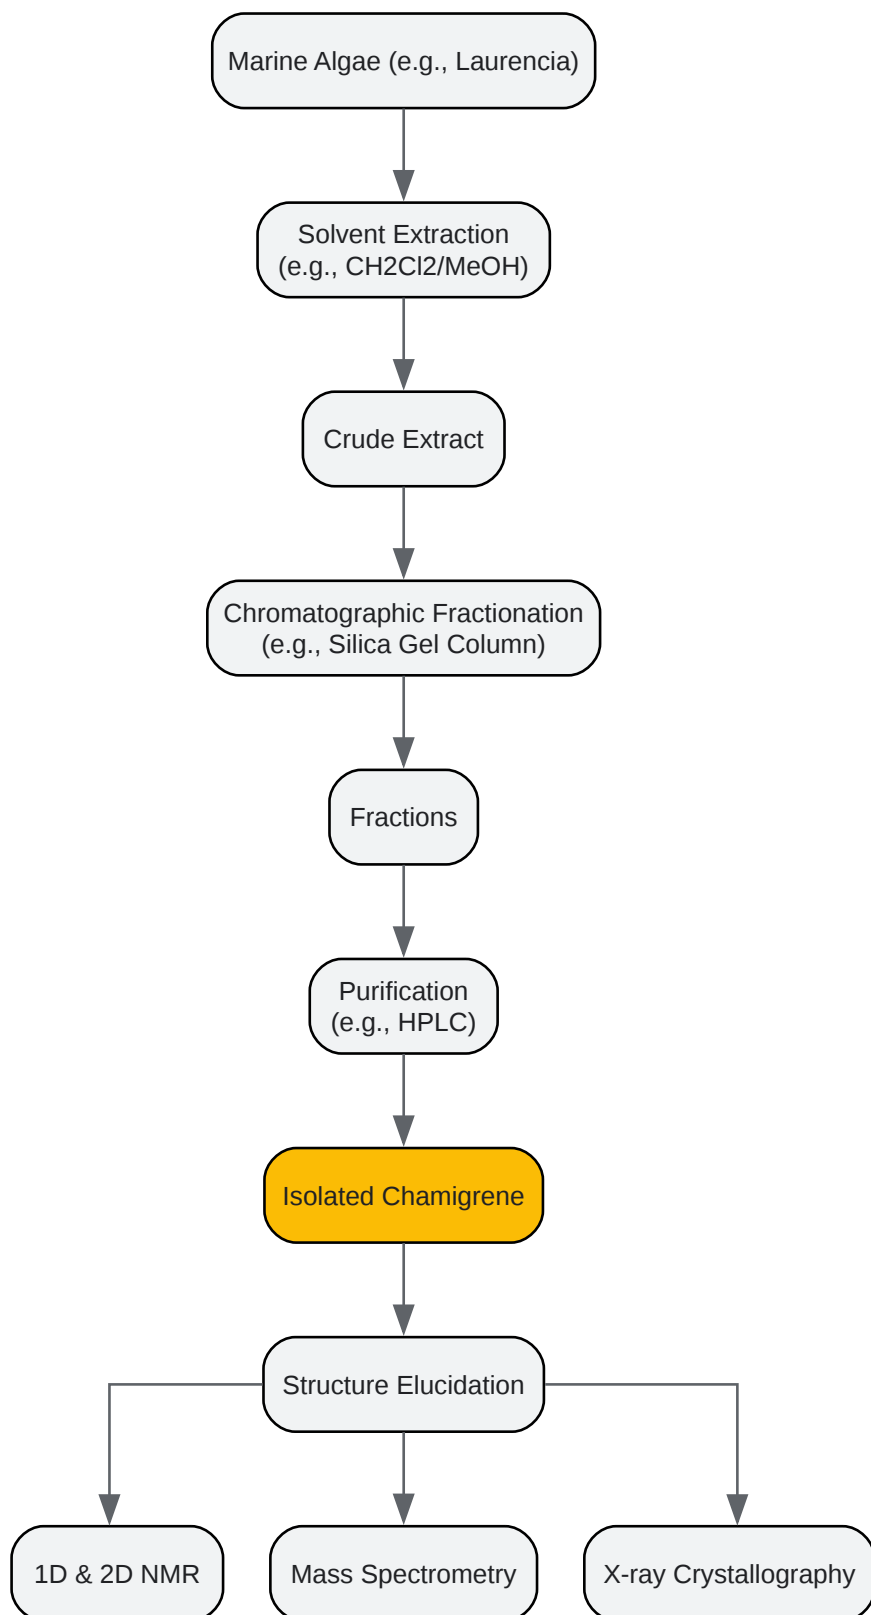 Marine Algae (e.g., Laurencia)
Solvent Extraction
(e.g., CH2Cl2/MeOH)
Crude Extract
Chromatographic Fractionation
(e.g., Silica Gel Column)
Fractions
Purification
(e.g., HPLC)
Isolated Chamigrene
Structure Elucidation
1D & 2D NMR
Mass Spectrometry
X-ray Crystallography